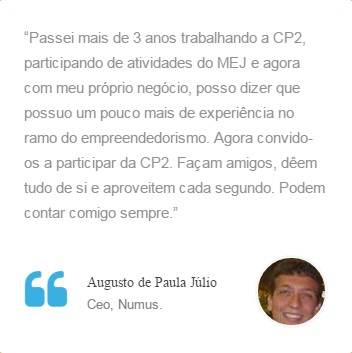 “Passei mais de 3 anos trabalhando a CP2,
participando de atividades do MEJ e agora
com meu próprio negócio, posso dizer que
possuo um pouco mais de experiência no
ramo do empreendedorismo. Agora convido-
os a participar da CP2. Façam amigos, dêem
tudo de si e aproveitem cada segundo. Podem
contar comigo sempre.”
Augusto de Paula Júlio
Ceo, Numus.